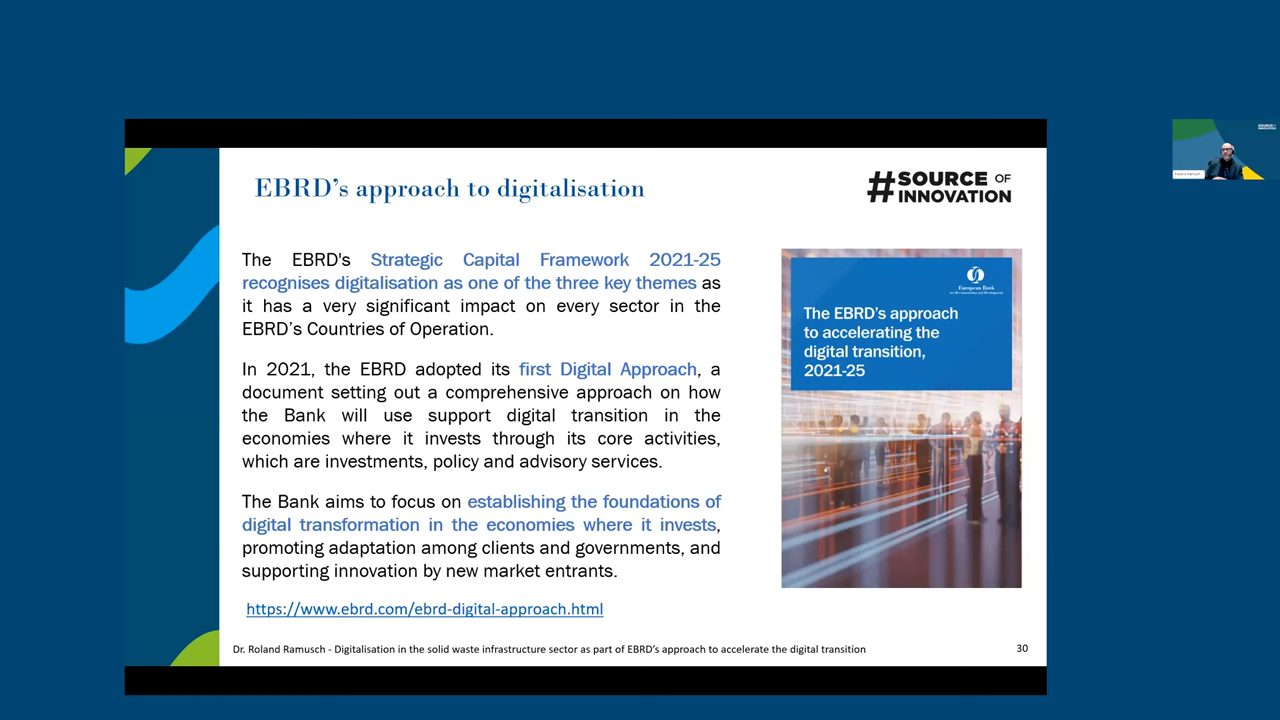 EBRD's approach to digitalisation
#SOURCE OF
INNOVATION
The EBRD's Strategic Capital Framework 2021-25
recognises digitalisation as one of the three key themes as
it has a very significant impact on every sector in the
EBRD's Countries of Operation.
In 2021, the EBRD adopted its first Digital Approach, a
document setting out a comprehensive approach on how
the Bank will use support digital transition in the
economies where it invests through its core activities,
which are investments, policy and advisory services.
The Bank aims to focus on establishing the foundations of
digital transformation in the economies where it invests,
promoting adaptation among clients and governments, and
supporting innovation by new market entrants.
https://www.ebrd.com/ebrd-digital-approach.html
European Bank
for Reconstruction and Development
The EBRD's approach
to accelerating the
digital transition,
2021-25
Dr. Roland Ramusch - Digitalisation in the solid waste infrastructure sector as part of EBRD's approach to accelerate the digital transition
30